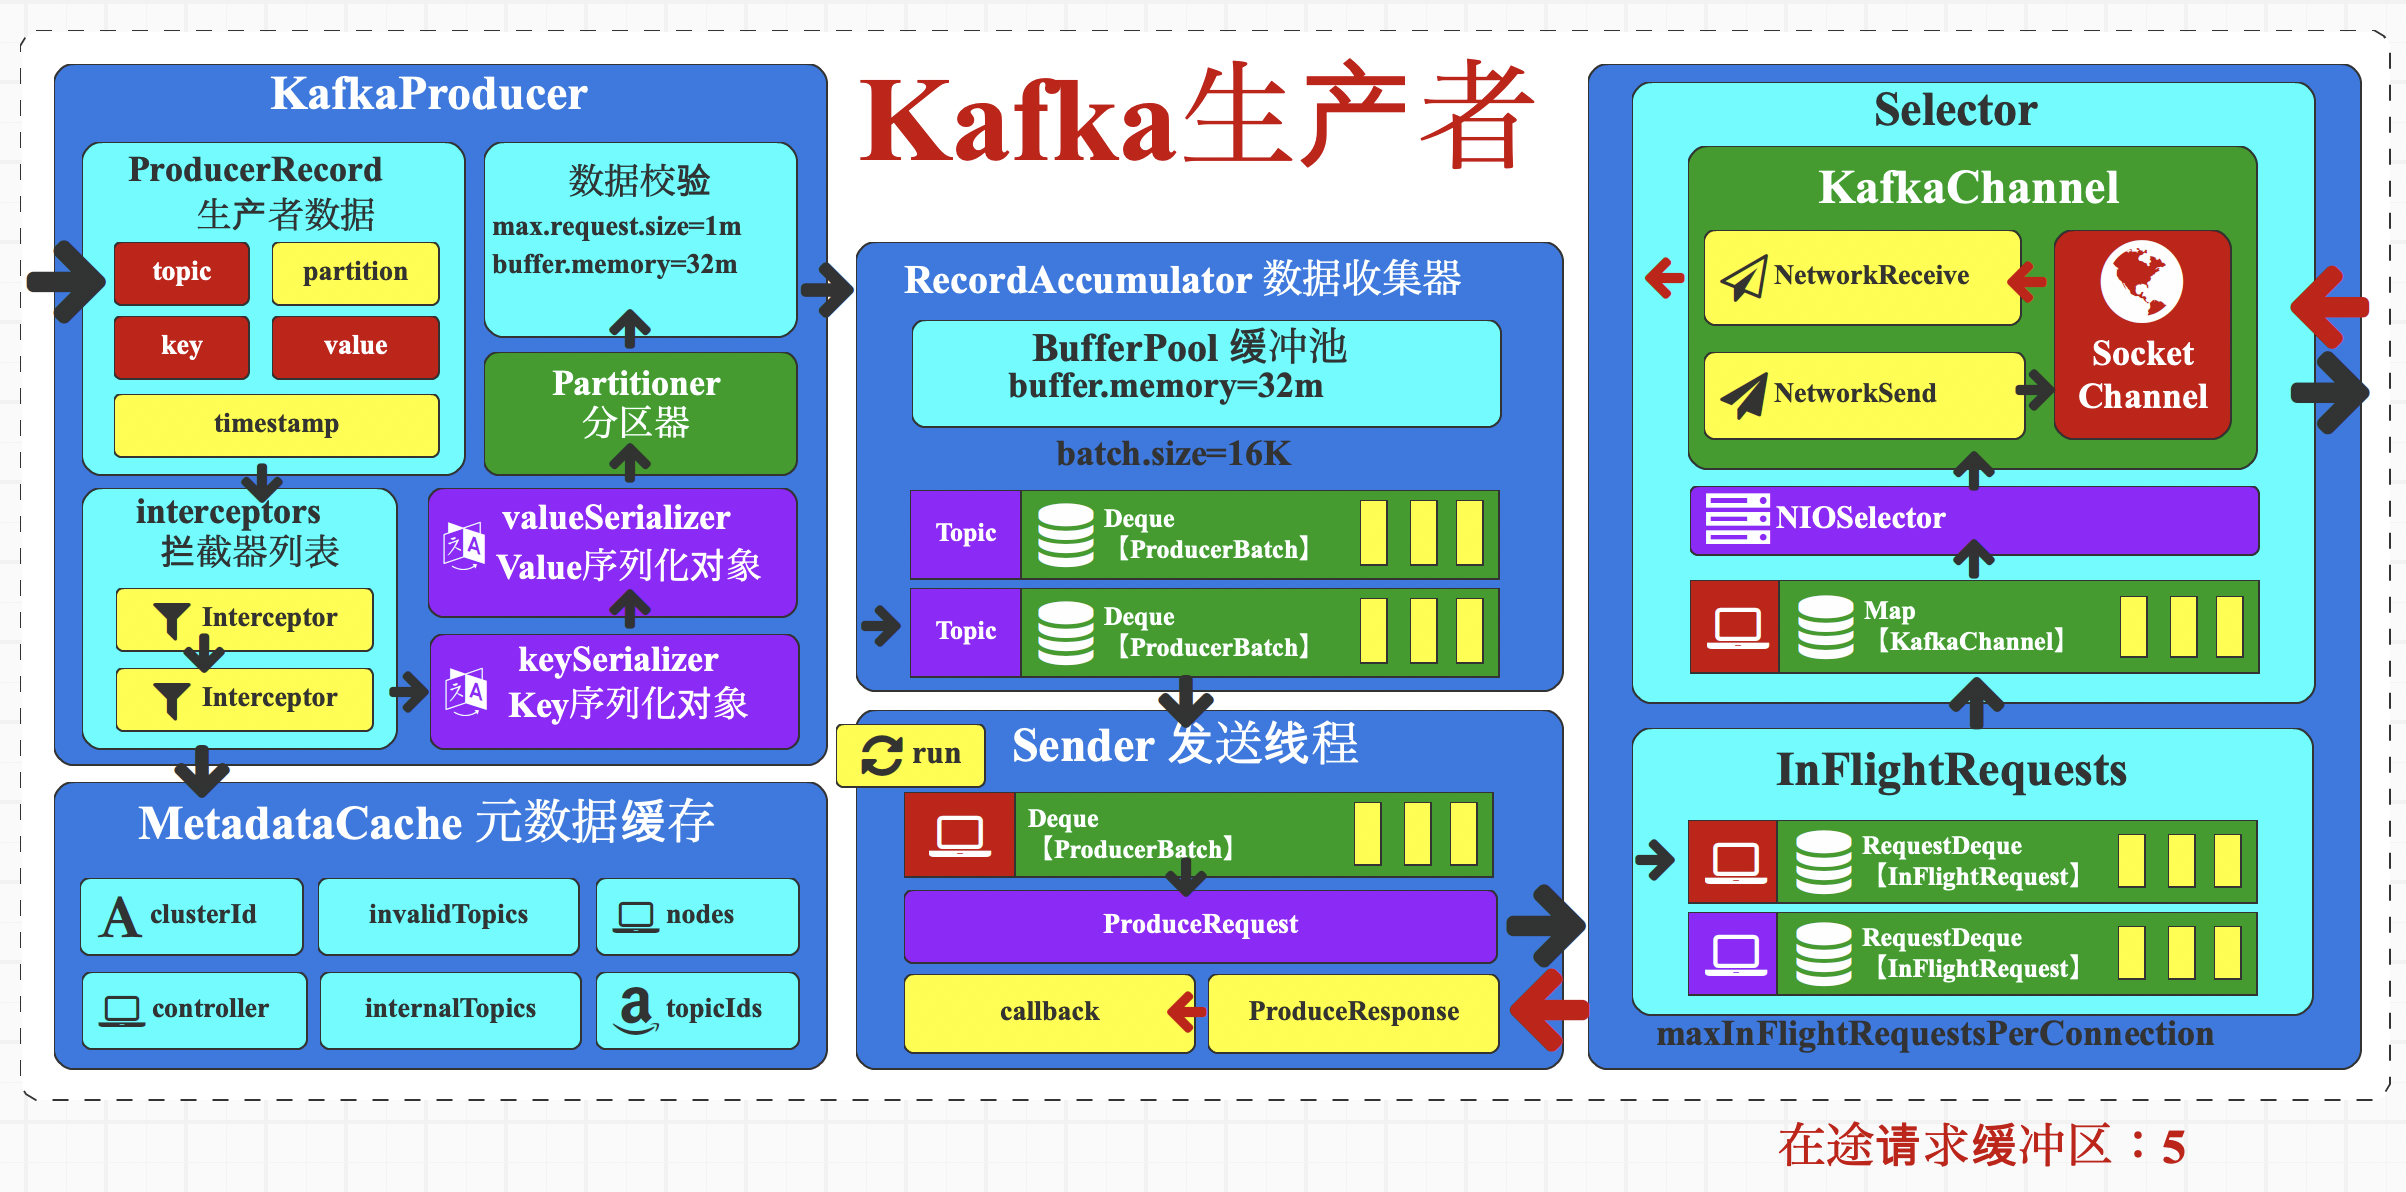 Kafka生产者
KafkaProducer
ProducerRecord
生产者数据
topic
partition
key
value
timestamp
interceptors
拦截器列表
Interceptor
Interceptor
数据校验
max.request.size=1m
buffer.memory=32m
Partitioner
分区器
valueSerializer
Value序列化对象
keySerializer
Key序列化对象
MetadataCache 元数据缓存
clusterId
invalidTopics
nodes
controller
internalTopics
topicIds
RecordAccumulator 数据收集器
BufferPool 缓冲池
buffer.memory=32m
batch.size=16K
Topic
Deque
【ProducerBatch】
Topic
Deque
【ProducerBatch】
run
Sender 发送线程
Deque
【ProducerBatch】
ProduceRequest
callback
ProduceResponse
Selector
KafkaChannel
NetworkReceive
NetworkSend
Socket
Channel
NIOSelector
Map
【KafkaChannel】
InFlightRequests
RequestDeque
【InFlightRequest】
RequestDeque
【InFlightRequest】
maxInFlightRequestsPerConnection
在途请求缓冲区：5